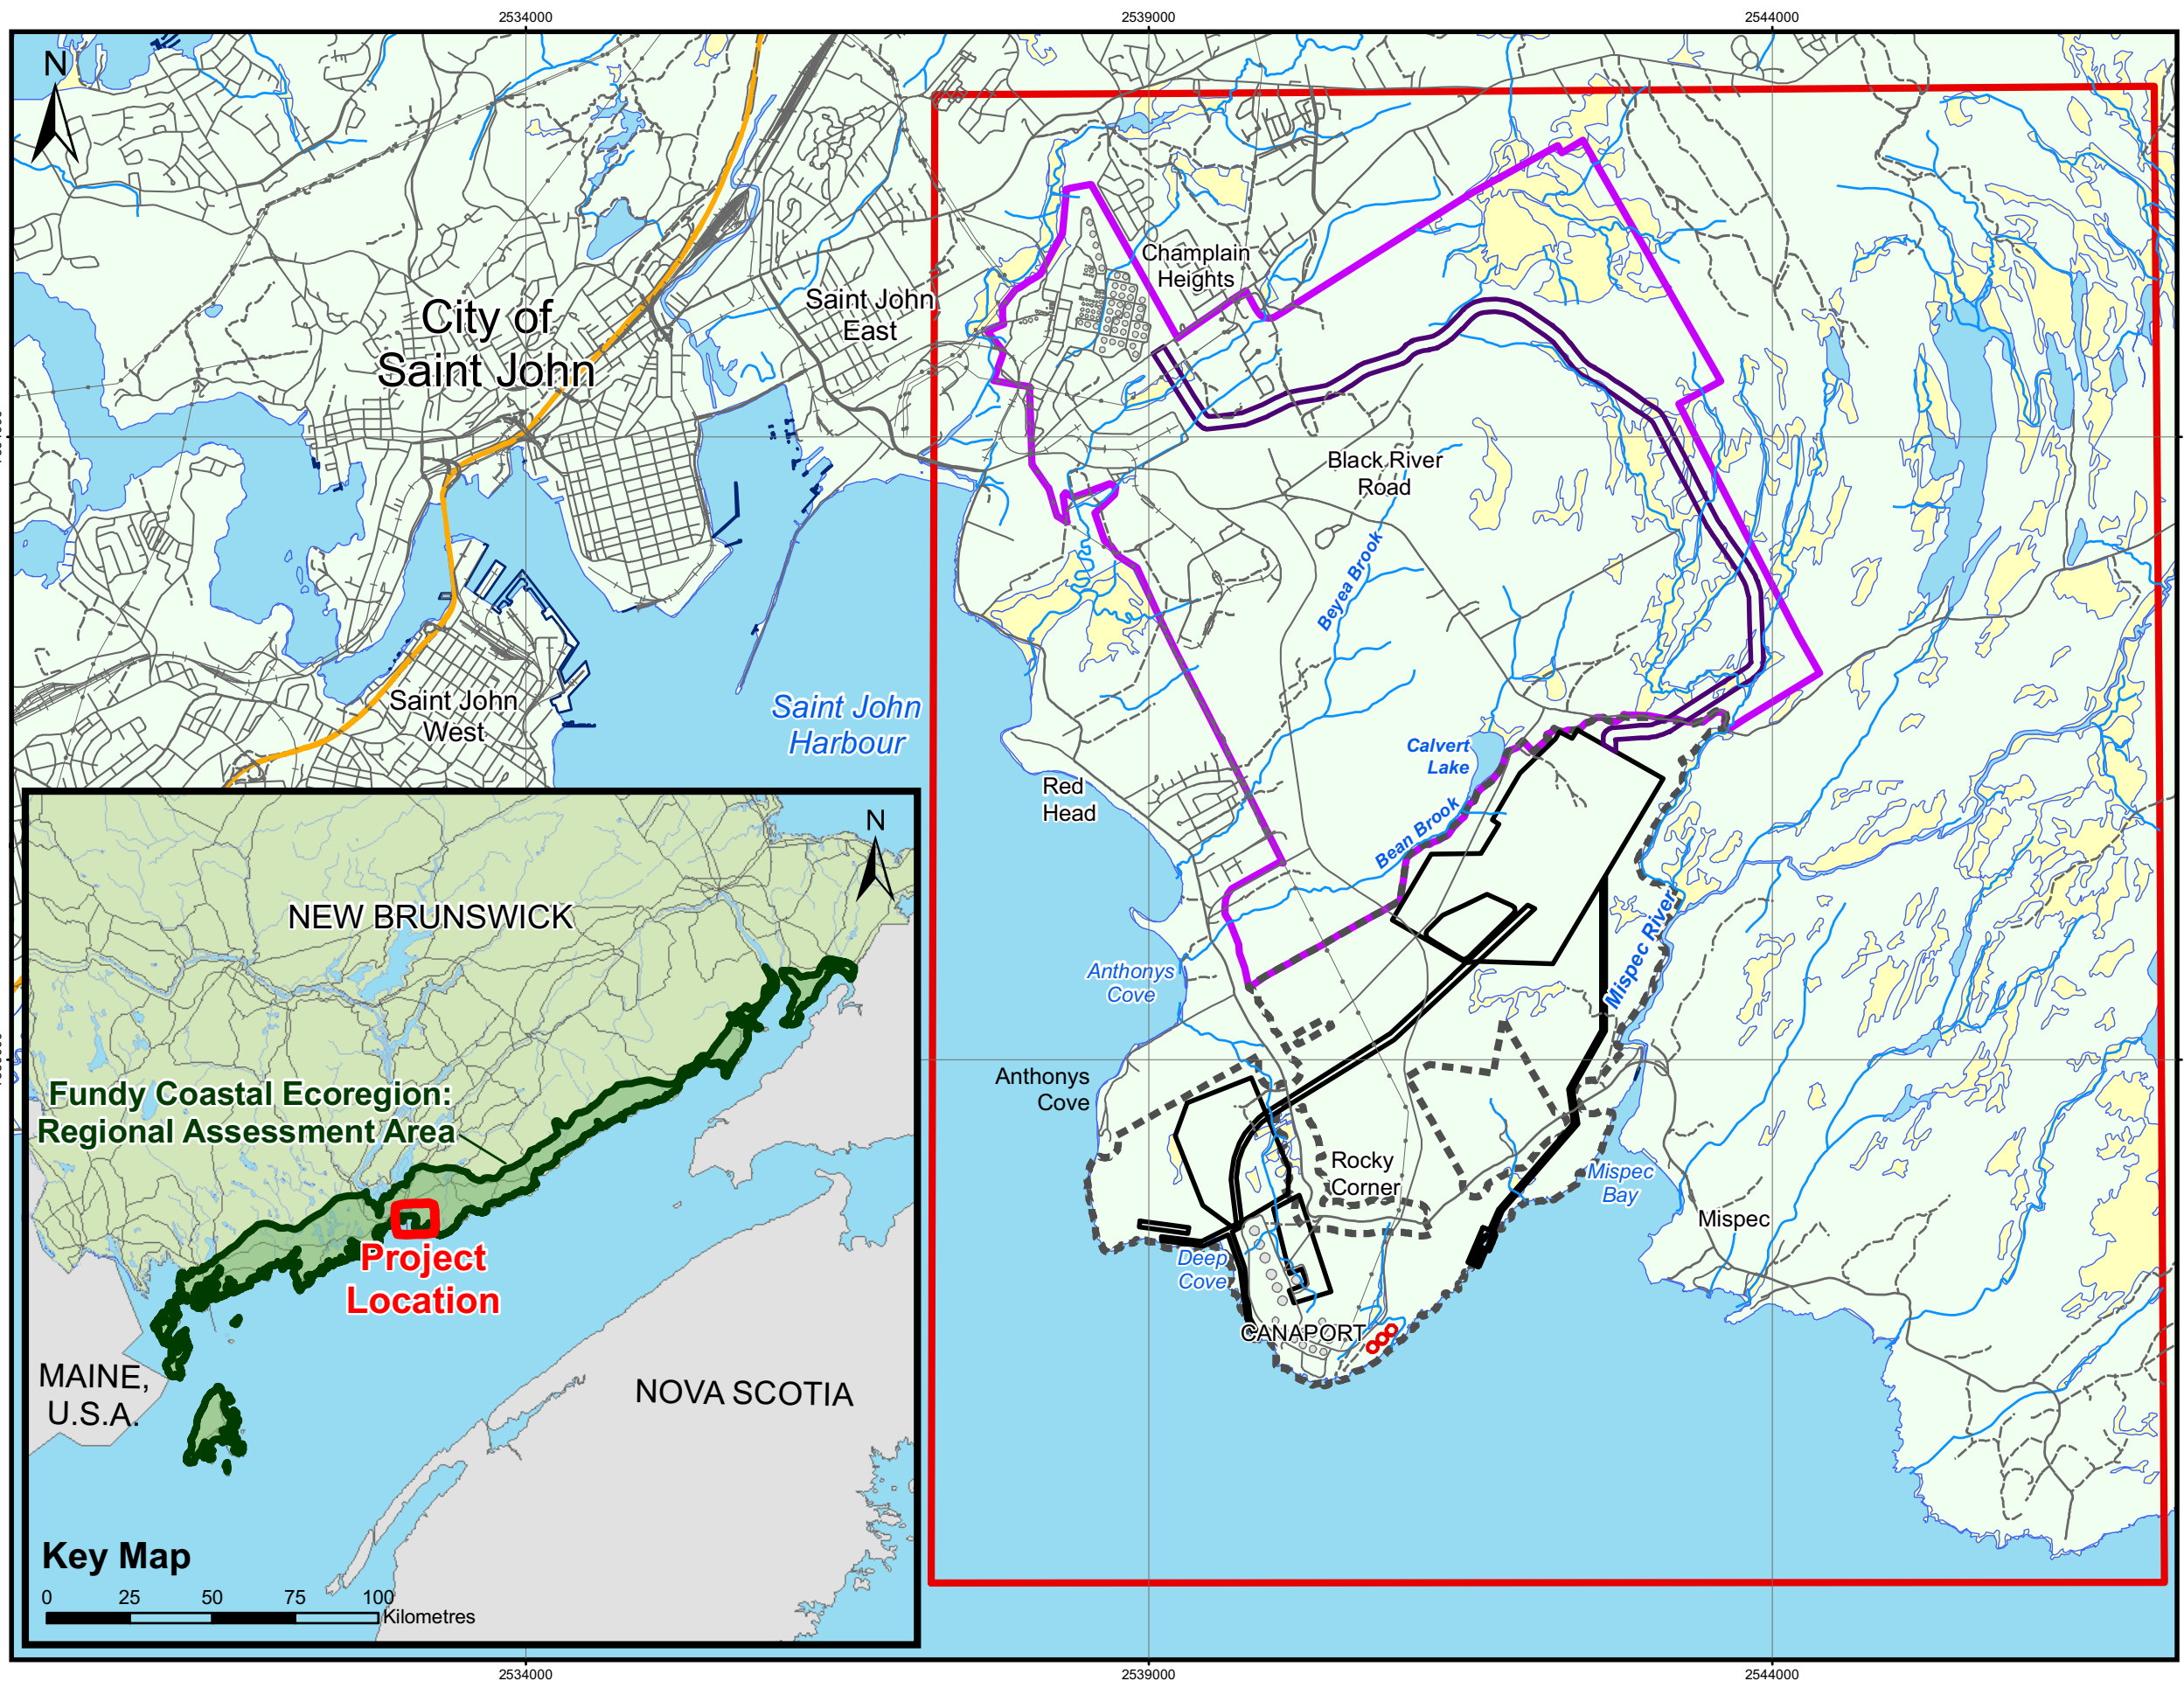 2534000
2539000
2544000
N
City of
Saint John
Saint John
East
Champlain
Heights
Black River
Road
Beyea Brook
Saint John
West
Saint John
Harbour
Red
Head
Calvert
Lake
Bean Brook
Mispec River
Anthonys
Cove
Anthonys
Cove
Rocky
Corner
Mispec
Bay
Mispec
Deep
Cove
CANAPORT
N
NEW BRUNSWICK
Fundy Coastal Ecoregion:
Regional Assessment Area
Project
Location
MAINE,
U.S.A.
NOVA SCOTIA
Key Map
0 25 50 75 100
Kilometres
2534000
2539000
2544000